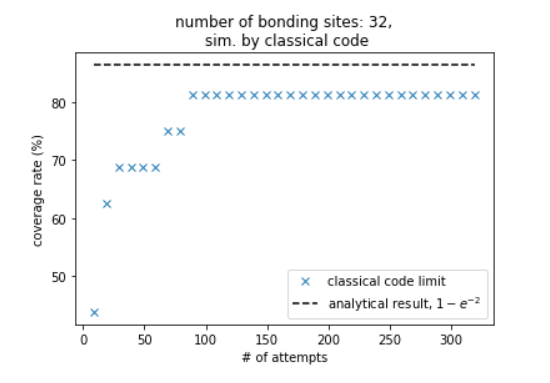 number of bonding sites: 32,
sim. by classical code
coverage rate (%)
80
70
60
50
classical code limit
analytical result, 1 − e⁻²
0
50
100
150
200
250
300
# of attempts